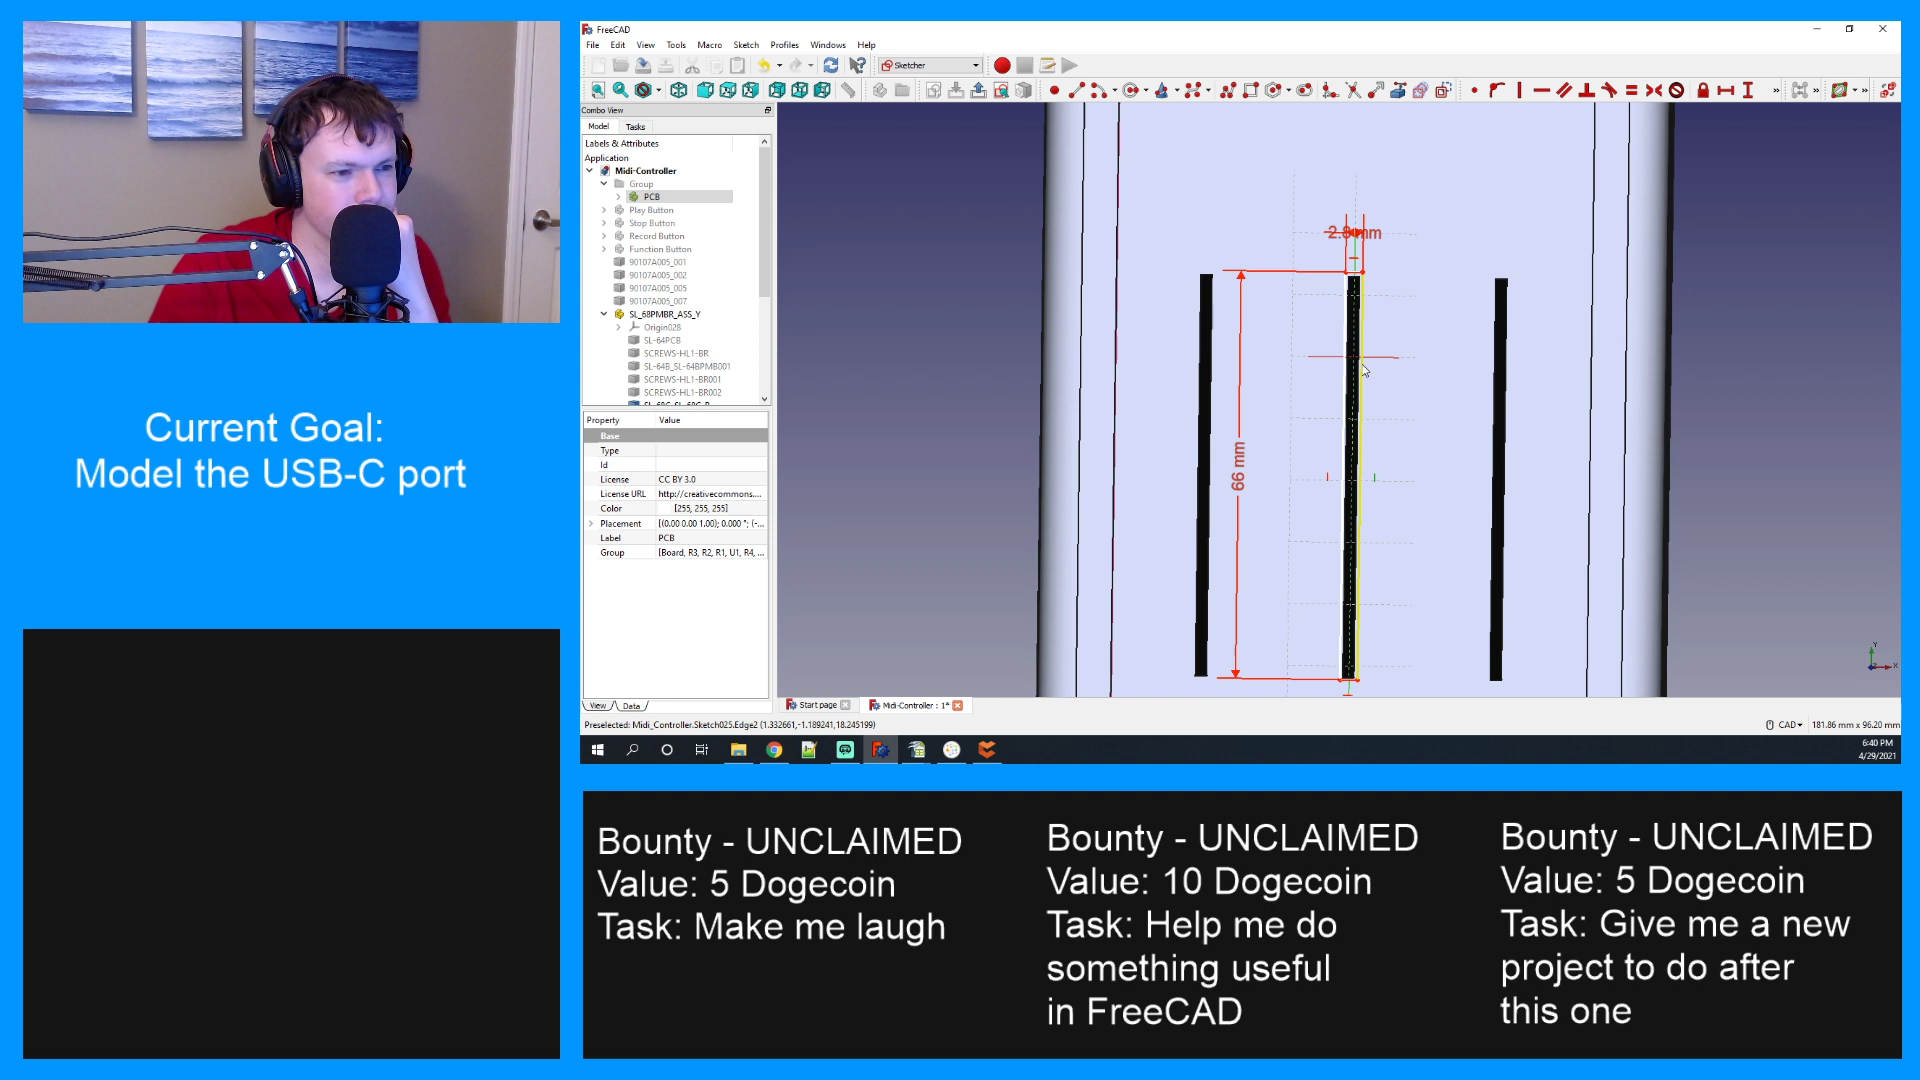 FreeCAD
File Edit View Tools Macro Sketch Profiles Windows Help
Sketcher
Combo View
Model Tasks
Labels & Attributes
Application
Midi-Controller
Group
PCB
Play Button
Stop Button
Record Button
Function Button
90107A005_001
90107A005_002
90107A005_005
90107A005_007
SL_68PMBR_ASS_Y
Origin028
SL-64PCB
SCREWS-HL1-BR
SL-64B_SL-64BPMB001
SCREWS-HL1-BR001
SCREWS-HL1-BR002
Property Value
Base
Type
Id
License CC BY 3.0
License URL http://creativecommons....
Color [255, 255, 255]
Placement [(0.00 0.00 1.00); 0.000 °; (-...
Label PCB
Group [Board, R3, R2, R1, U1, R4, ...
View Data
66 mm
Start page
Midi-Controller : 1*
Preselected: Midi_Controller.Sketch025.Edge2 (1.332661,-1.189241,18.245199)
CAD
181.86 mm x 96.20 mm
6:40 PM
4/29/2021
Current Goal:
Model the USB-C port
Bounty - UNCLAIMED
Value: 5 Dogecoin
Task: Make me laugh
Bounty - UNCLAIMED
Value: 10 Dogecoin
Task: Help me do
something useful
in FreeCAD
Bounty - UNCLAIMED
Value: 5 Dogecoin
Task: Give me a new
project to do after
this one